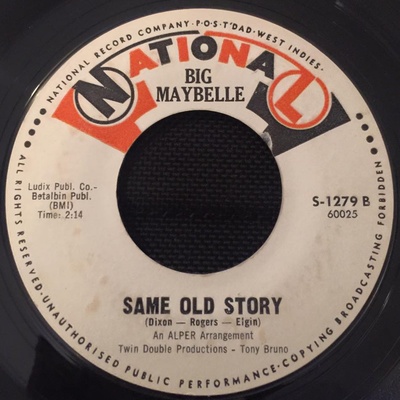 NATIONAL RECORD COMPANY • P•O•S•T'DAD • WEST INDIES •
NATIONAL
BIG
MAYBELLE
Ludix Publ. Co.-
Betalbin Publ.
(BMI)
Time: 2:14
S-1279 B
60025
SAME OLD STORY
(Dixon — Rogers — Elgin)
An ALPER Arrangement
Twin Double Productions - Tony Bruno
ALL RIGHTS RESERVED-UNAUTHORISED PUBLIC PERFORMANCE-COPYING BROADCASTING FORBIDDEN